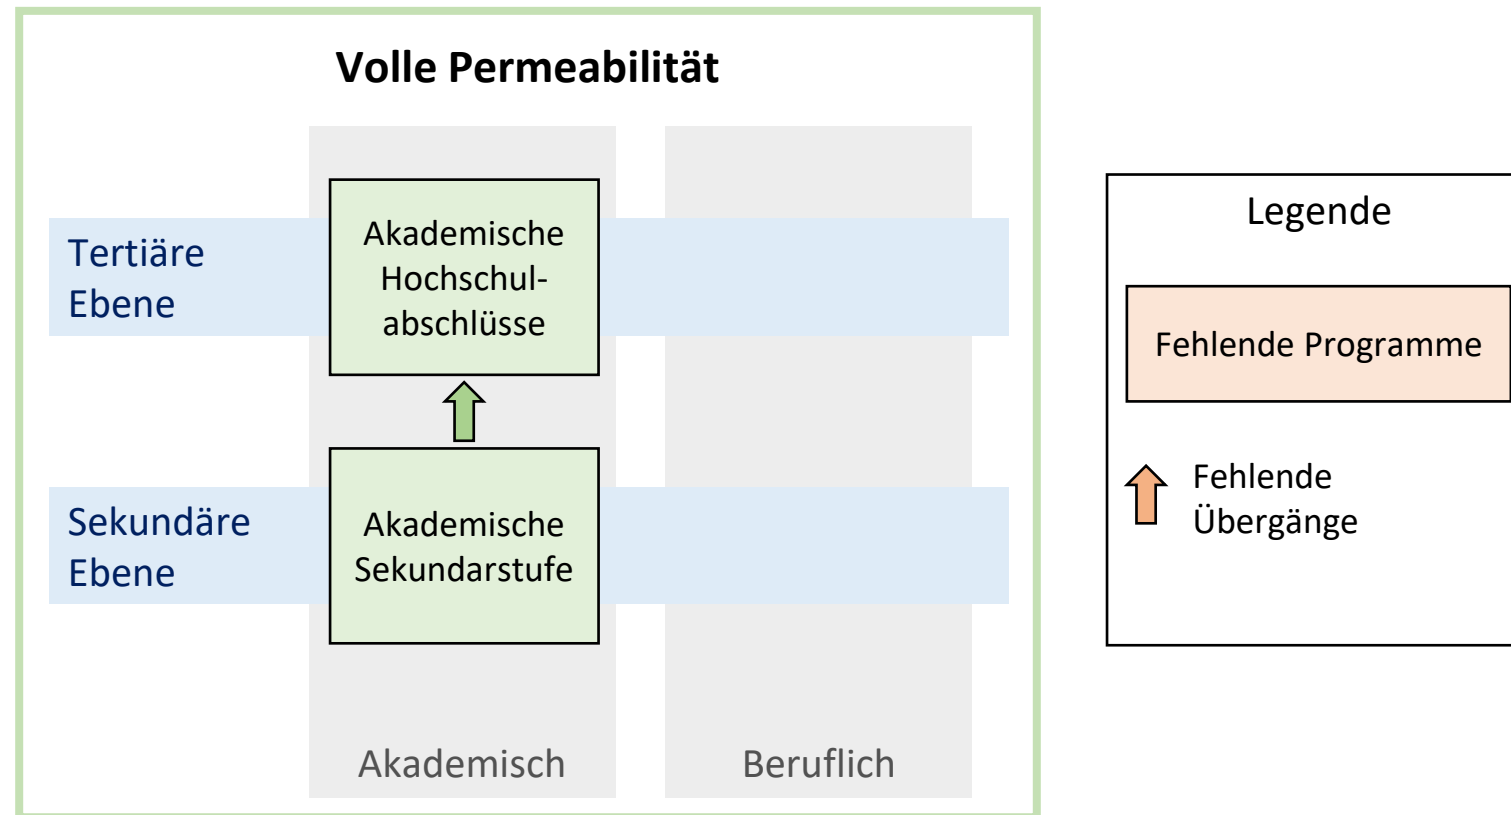 Volle Permeabilität
Tertiäre
Ebene
Akademische
Hochschul-
abschlüsse
Sekundäre
Ebene
Akademische
Sekundarstufe
Akademisch
Beruflich
Legende
Fehlende Programme
Fehlende
Übergänge